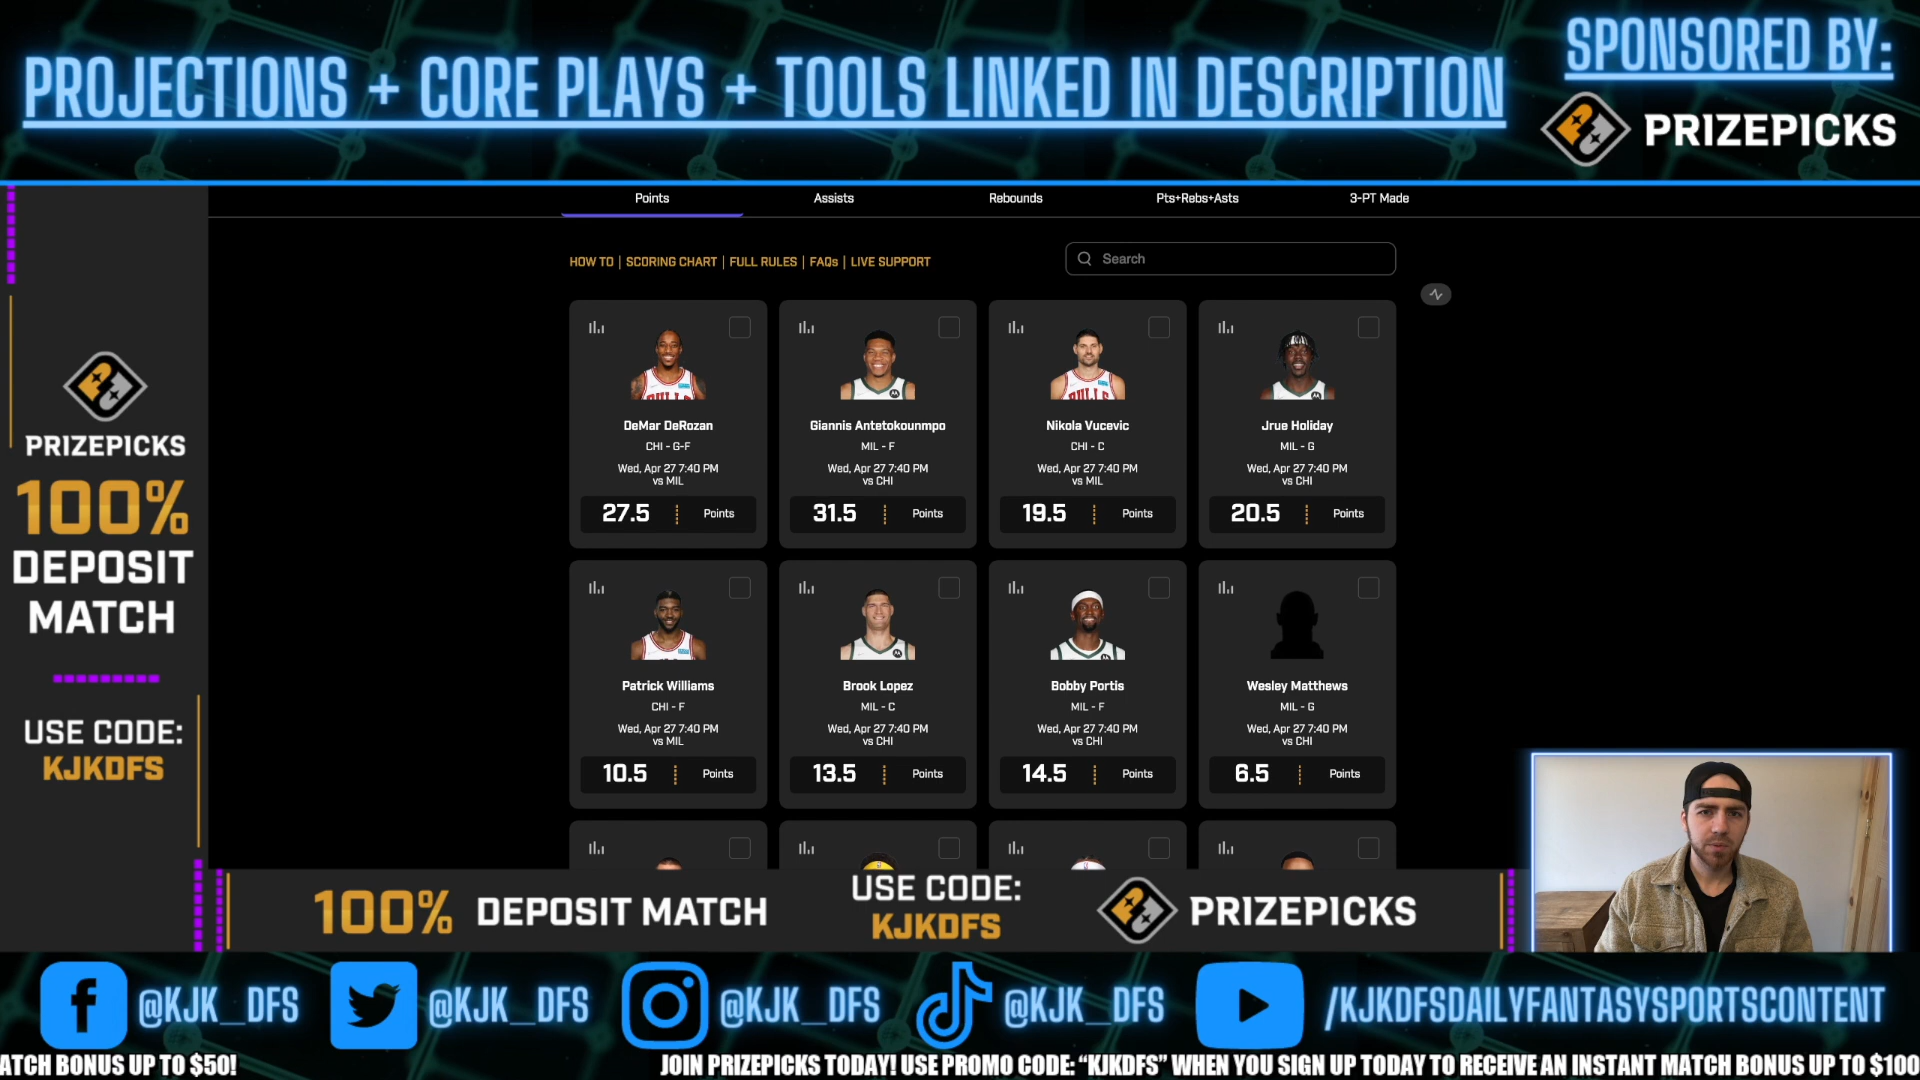 PROJECTIONS + CORE PLAYS + TOOLS LINKED IN DESCRIPTION
SPONSORED BY:
PRIZEPICKS
Points
Assists
Rebounds
Pts+Rebs+Asts
3-PT Made
HOW TO | SCORING CHART | FULL RULES | FAQs | LIVE SUPPORT
Search
BULLS
DeMar DeRozan
CHI - G-F
Wed, Apr 27 7:40 PM
vs MIL
27.5
Points
Giannis Antetokounmpo
MIL - F
Wed, Apr 27 7:40 PM
vs CHI
31.5
Points
BULLS
Nikola Vucevic
CHI - C
Wed, Apr 27 7:40 PM
vs MIL
19.5
Points
Jrue Holiday
MIL - G
Wed, Apr 27 7:40 PM
vs CHI
20.5
Points
Patrick Williams
CHI - F
Wed, Apr 27 7:40 PM
vs MIL
10.5
Points
Brook Lopez
MIL - C
Wed, Apr 27 7:40 PM
vs CHI
13.5
Points
Bobby Portis
MIL - F
Wed, Apr 27 7:40 PM
vs CHI
14.5
Points
Wesley Matthews
MIL - G
Wed, Apr 27 7:40 PM
vs CHI
6.5
Points
PRIZEPICKS
100%
DEPOSIT
MATCH
USE CODE:
KJKDFS
100% DEPOSIT MATCH
USE CODE:
KJKDFS
PRIZEPICKS
@KJK_DFS
@KJK_DFS
@KJK_DFS
@KJK_DFS
/KJKDFSDAILYFANTASYSPORTSCONTENT
ATCH BONUS UP TO $50!
JOIN PRIZEPICKS TODAY! USE PROMO CODE: “KJKDFS” WHEN YOU SIGN UP TODAY TO RECEIVE AN INSTANT MATCH BONUS UP TO $100